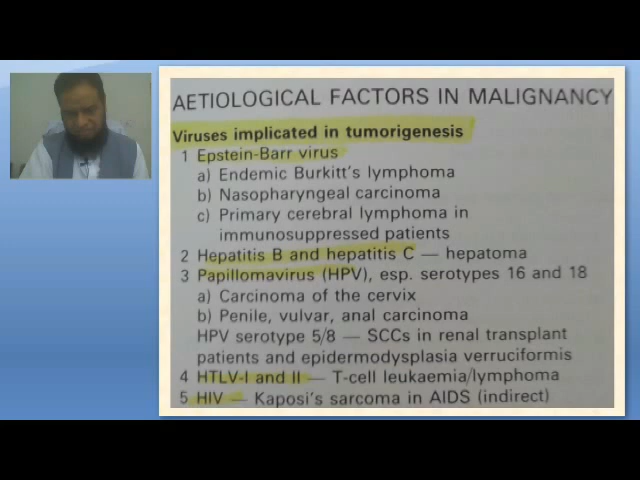 AETIOLOGICAL FACTORS IN MALIGNANCY
Viruses implicated in tumorigenesis
1 Epstein-Barr virus
a) Endemic Burkitt's lymphoma
b) Nasopharyngeal carcinoma
c) Primary cerebral lymphoma in
immunosuppressed patients
2 Hepatitis B and hepatitis C — hepatoma
3 Papillomavirus (HPV), esp. serotypes 16 and 18
a) Carcinoma of the cervix
b) Penile, vulvar, anal carcinoma
HPV serotype 5/8 — SCCs in renal transplant
patients and epidermodysplasia verruciformis
4 HTLV-I and II — T-cell leukaemia/lymphoma
5 HIV — Kaposi's sarcoma in AIDS (indirect)